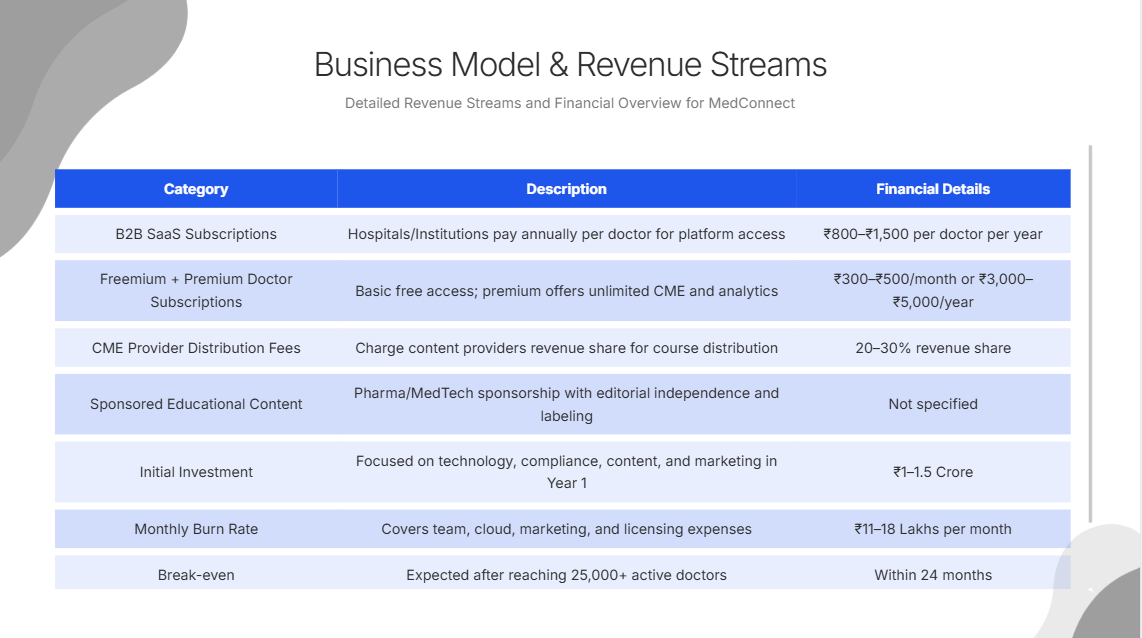 Business Model & Revenue Streams
Detailed Revenue Streams and Financial Overview for MedConnect
Category Description Financial Details
B2B SaaS Subscriptions Hospitals/Institutions pay annually per doctor for platform access ₹800–₹1,500 per doctor per year
Freemium + Premium Doctor
Subscriptions
Basic free access; premium offers unlimited CME and analytics
₹300–₹500/month or ₹3,000–
₹5,000/year
CME Provider Distribution Fees Charge content providers revenue share for course distribution 20–30% revenue share
Sponsored Educational Content
Pharma/MedTech sponsorship with editorial independence and
labeling
Not specified
Initial Investment
Focused on technology, compliance, content, and marketing in
Year 1
₹1–1.5 Crore
Monthly Burn Rate Covers team, cloud, marketing, and licensing expenses ₹11–18 Lakhs per month
Break-even Expected after reaching 25,000+ active doctors Within 24 months